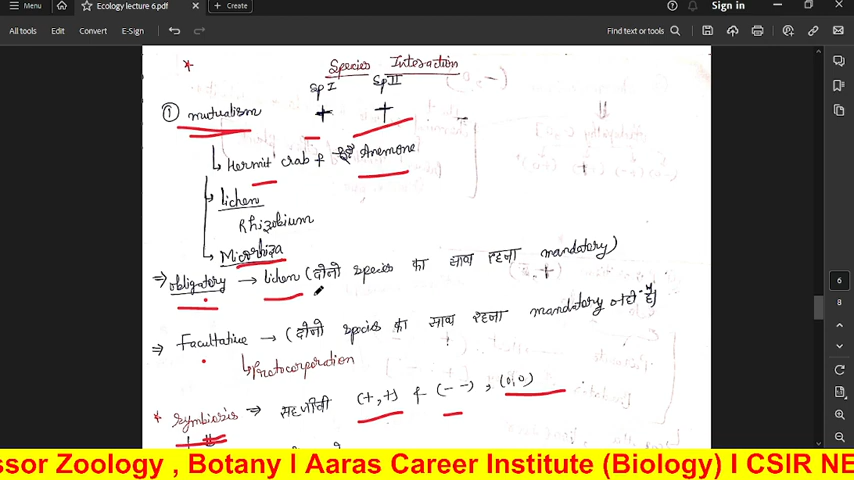 Ecology lecture 6.pdf
Create
Sign in
All tools Edit Convert E-Sign
Find text or tools
Species Interaction
Sp I Sp II
① mutualism + +
Hermit crab & Anemone
lichen
Rhizobium
Microrbiza
⇒ obligatory → lichen (दोनो species का साथ रहना mandatory)
⇒ Facultative → (दोनो species का साथ रहना mandatory नही है)
Protocorporation
* Symbiosis ⇒ सहजीवी (+,+) & (- -) , (0,0)
6
8
ssor Zoology , Botany I Aaras Career Institute (Biology) I CSIR NE